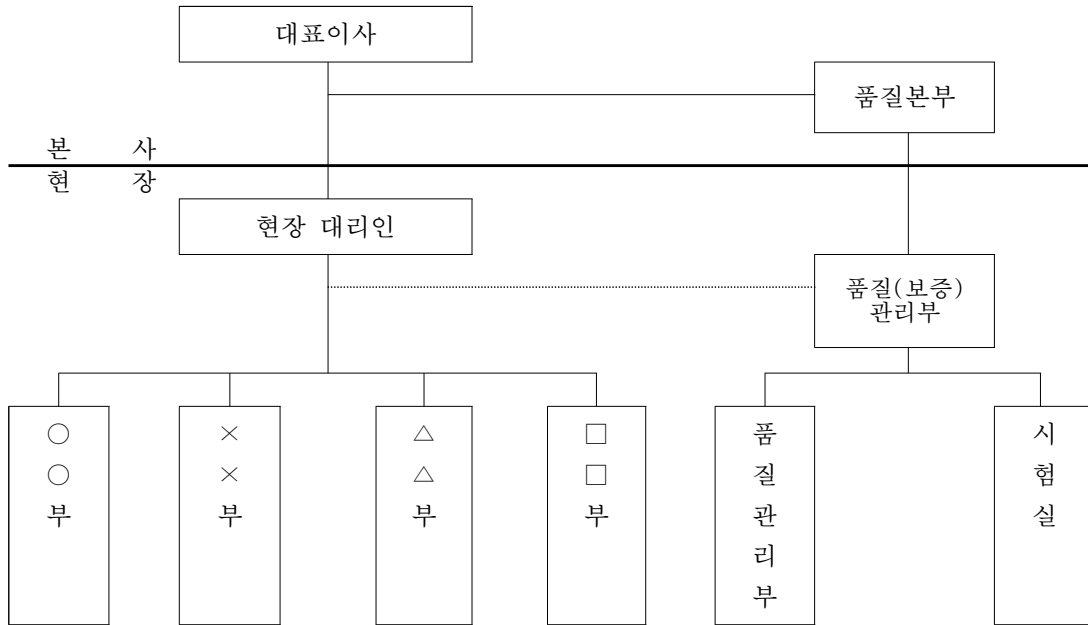 대표이사
품질본부
본 사
현 장
현장 대리인
품질(보증)
관리부
○○부
××부
△△부
□□부
품질관리부
시험실